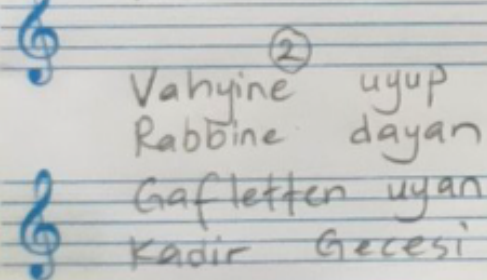 2
Vahyine uyup
Rabbine dayan
Gafletten uyan
Kadir Gecesi